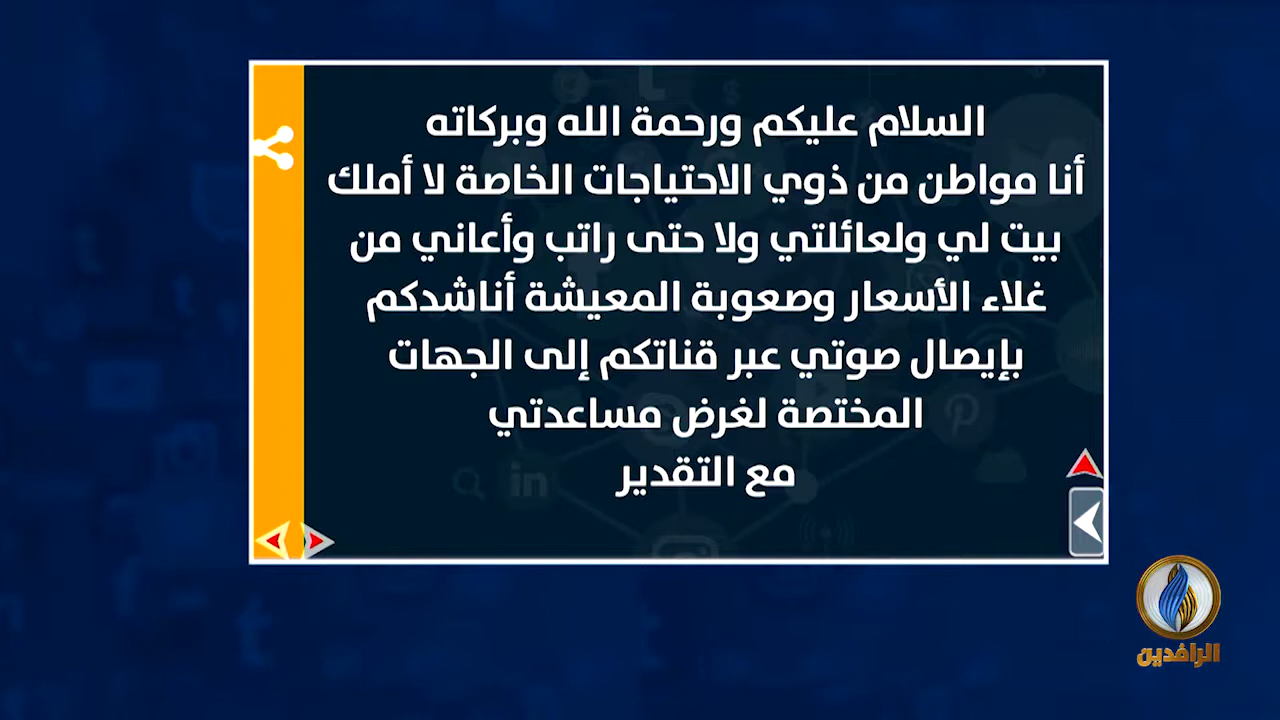 السلام عليكم ورحمة الله وبركاته
أنا مواطن من ذوي الاحتياجات الخاصة لا أملك
بيت لي ولعائلتي ولا حتى راتب وأعاني من
غلاء الأسعار وصعوبة المعيشة أناشدكم
بإيصال صوتي عبر قناتكم إلى الجهات
المختصة لغرض مساعدتي
مع التقدير
الرافدين